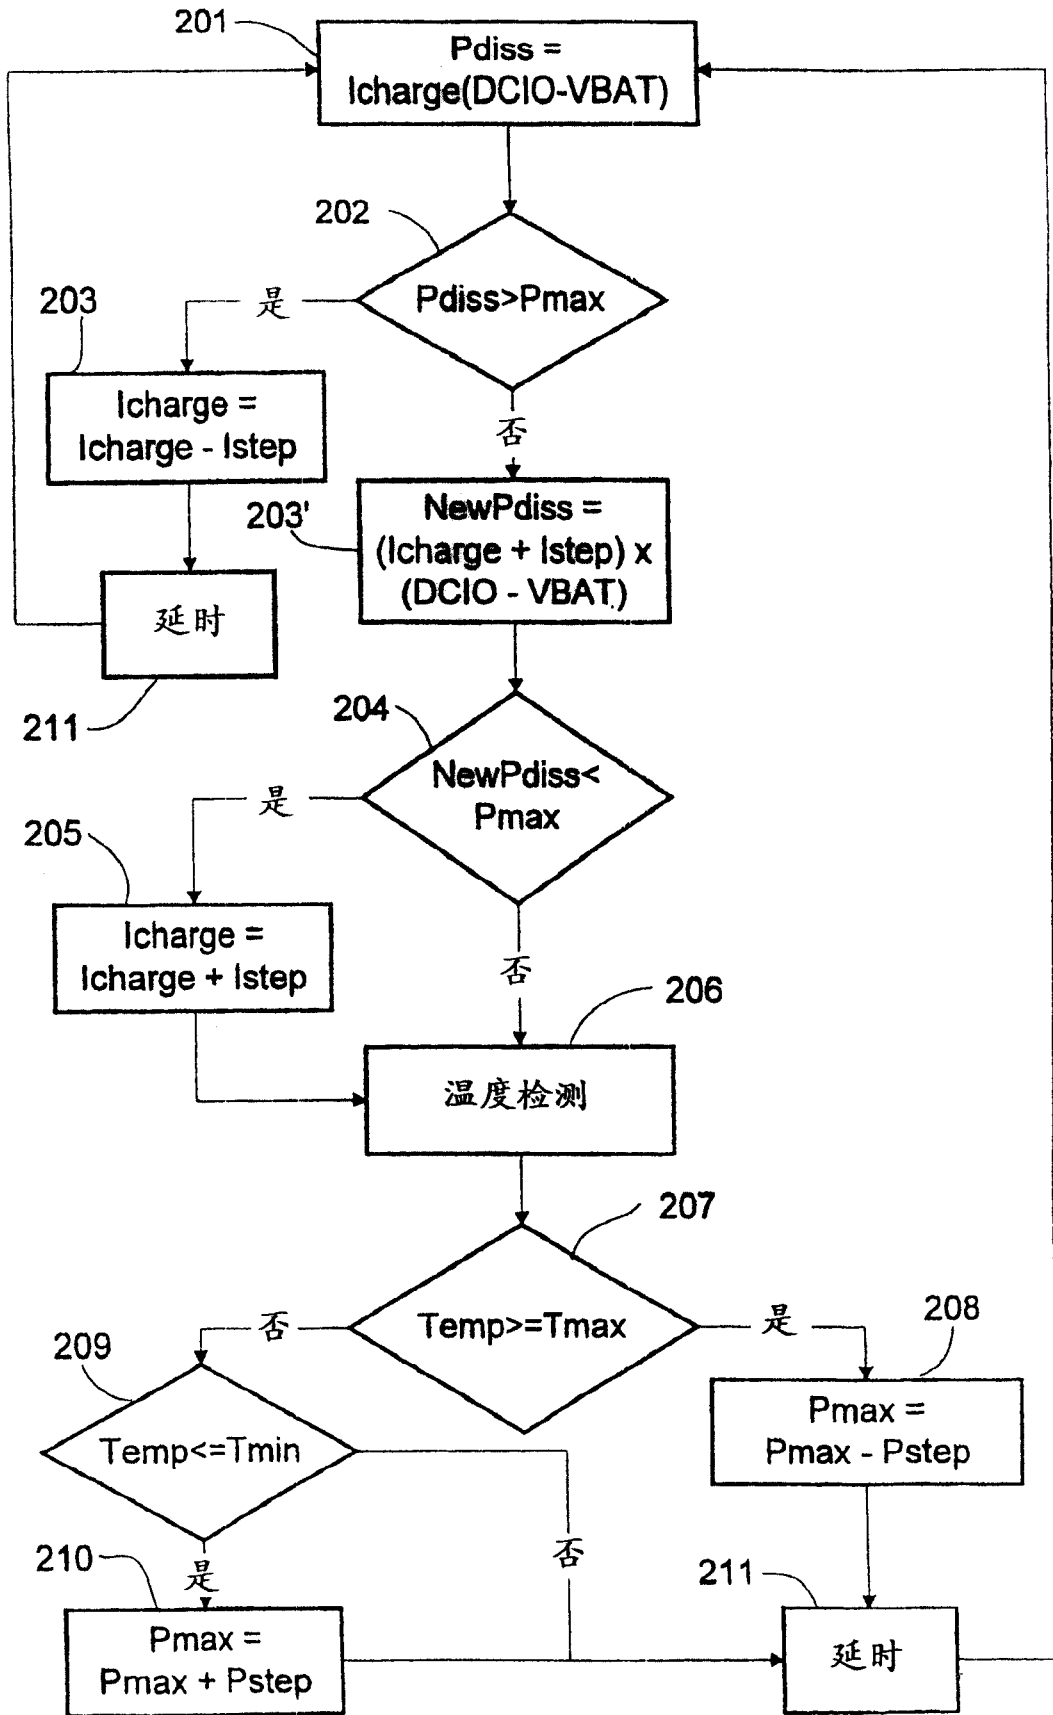 201
Pdiss =
Icharge(DCIO-VBAT)
202
Pdiss>Pmax
是
203
Icharge =
Icharge - Istep
否
203'
NewPdiss =
(Icharge + Istep) x
(DCIO - VBAT)
延时
211
204
NewPdiss<
Pmax
是
205
Icharge =
Icharge + Istep
否
206
温度检测
207
Temp>=Tmax
否
是
209
Temp<=Tmin
208
Pmax =
Pmax - Pstep
是
否
210
Pmax =
Pmax + Pstep
211
延时